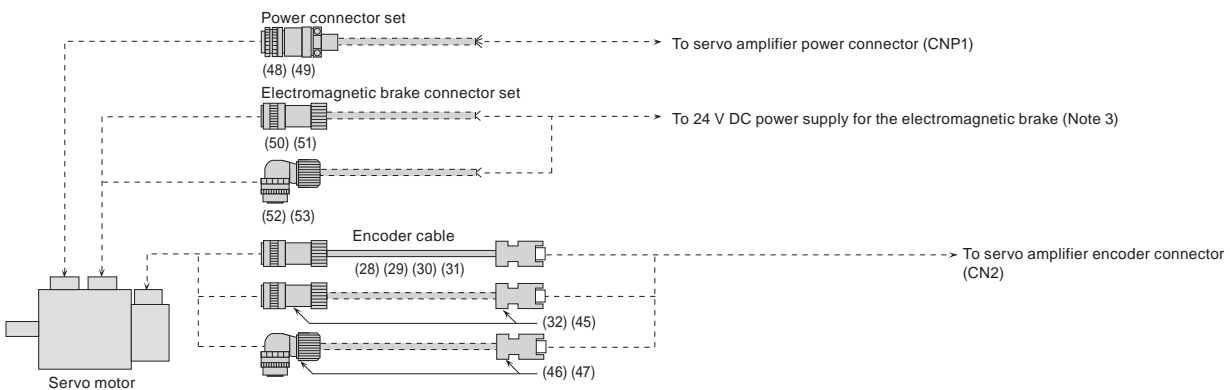 Power connector set
To servo amplifier power connector (CNP1)
(48) (49)
Electromagnetic brake connector set
To 24 V DC power supply for the electromagnetic brake (Note 3)
(50) (51)
(52) (53)
Encoder cable
To servo amplifier encoder connector
(CN2)
(28) (29) (30) (31)
(32) (45)
(46) (47)
Servo motor